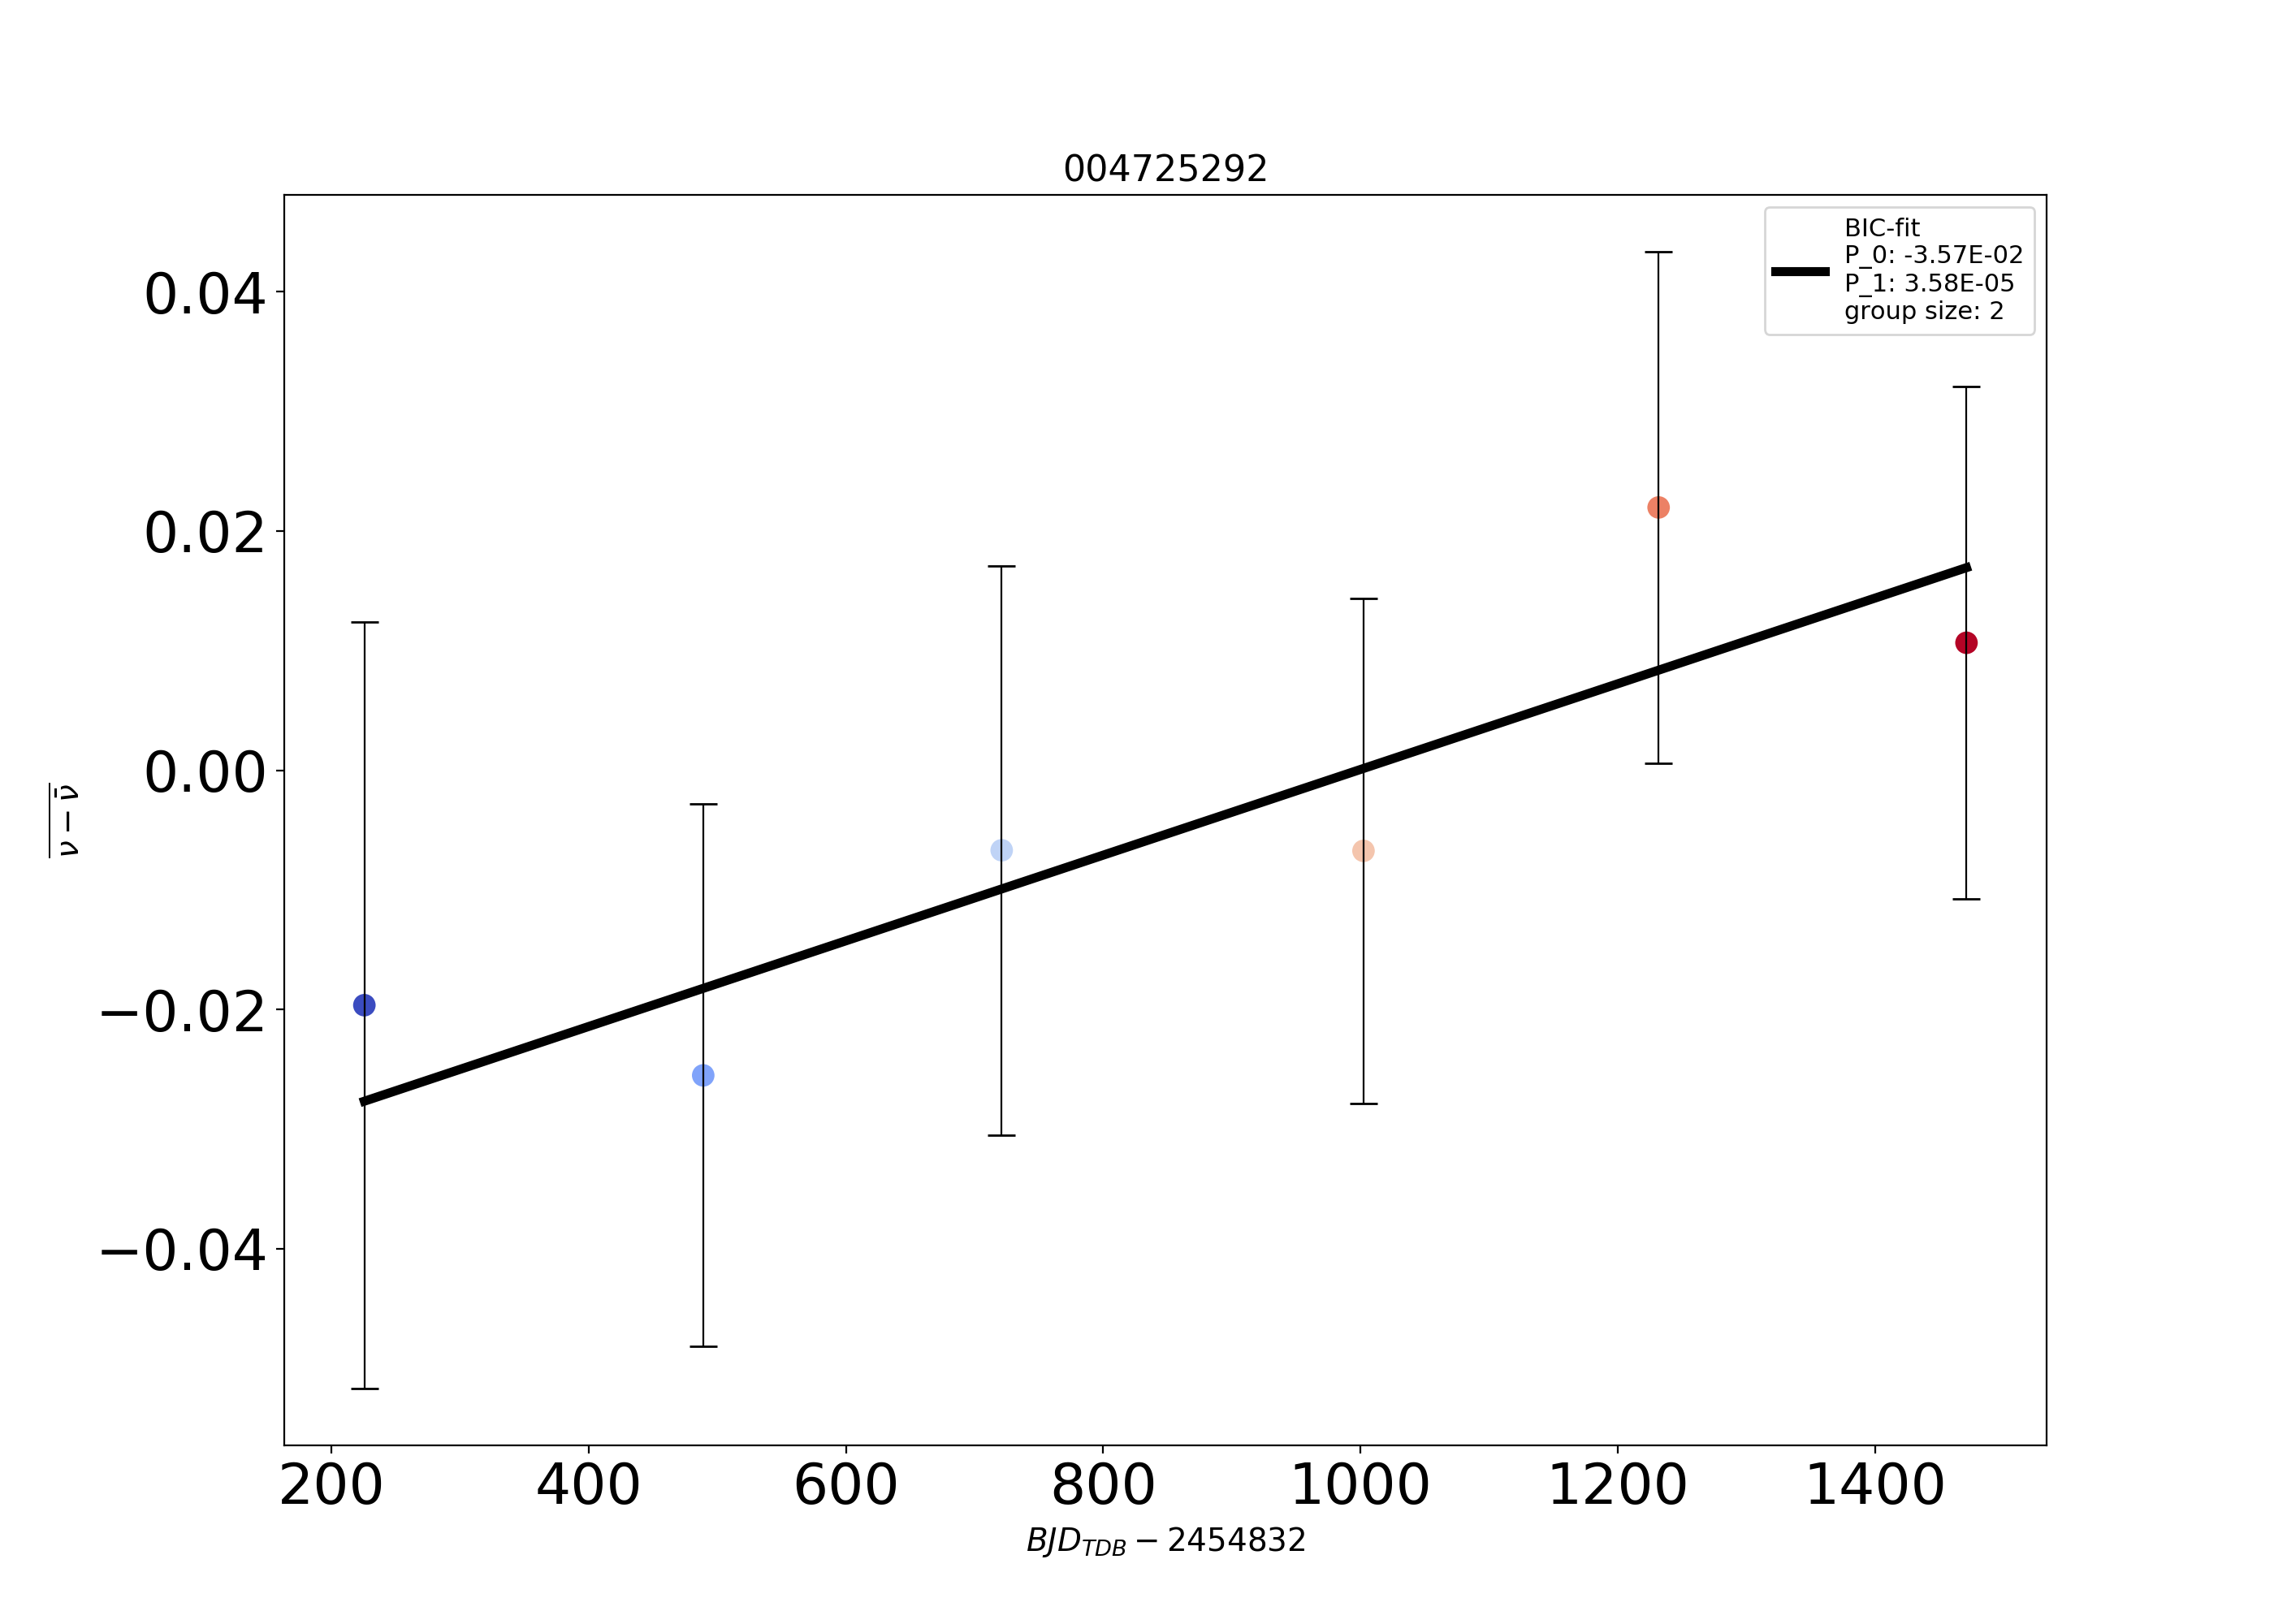 004725292
BIC-fit
P_0: -3.57E-02
P_1: 3.58E-05
group size: 2
0.04
0.02
0.00
−0.02
−0.04
ν − ν̄
200 400 600 800 1000 1200 1400
BJD_TDB − 2454832